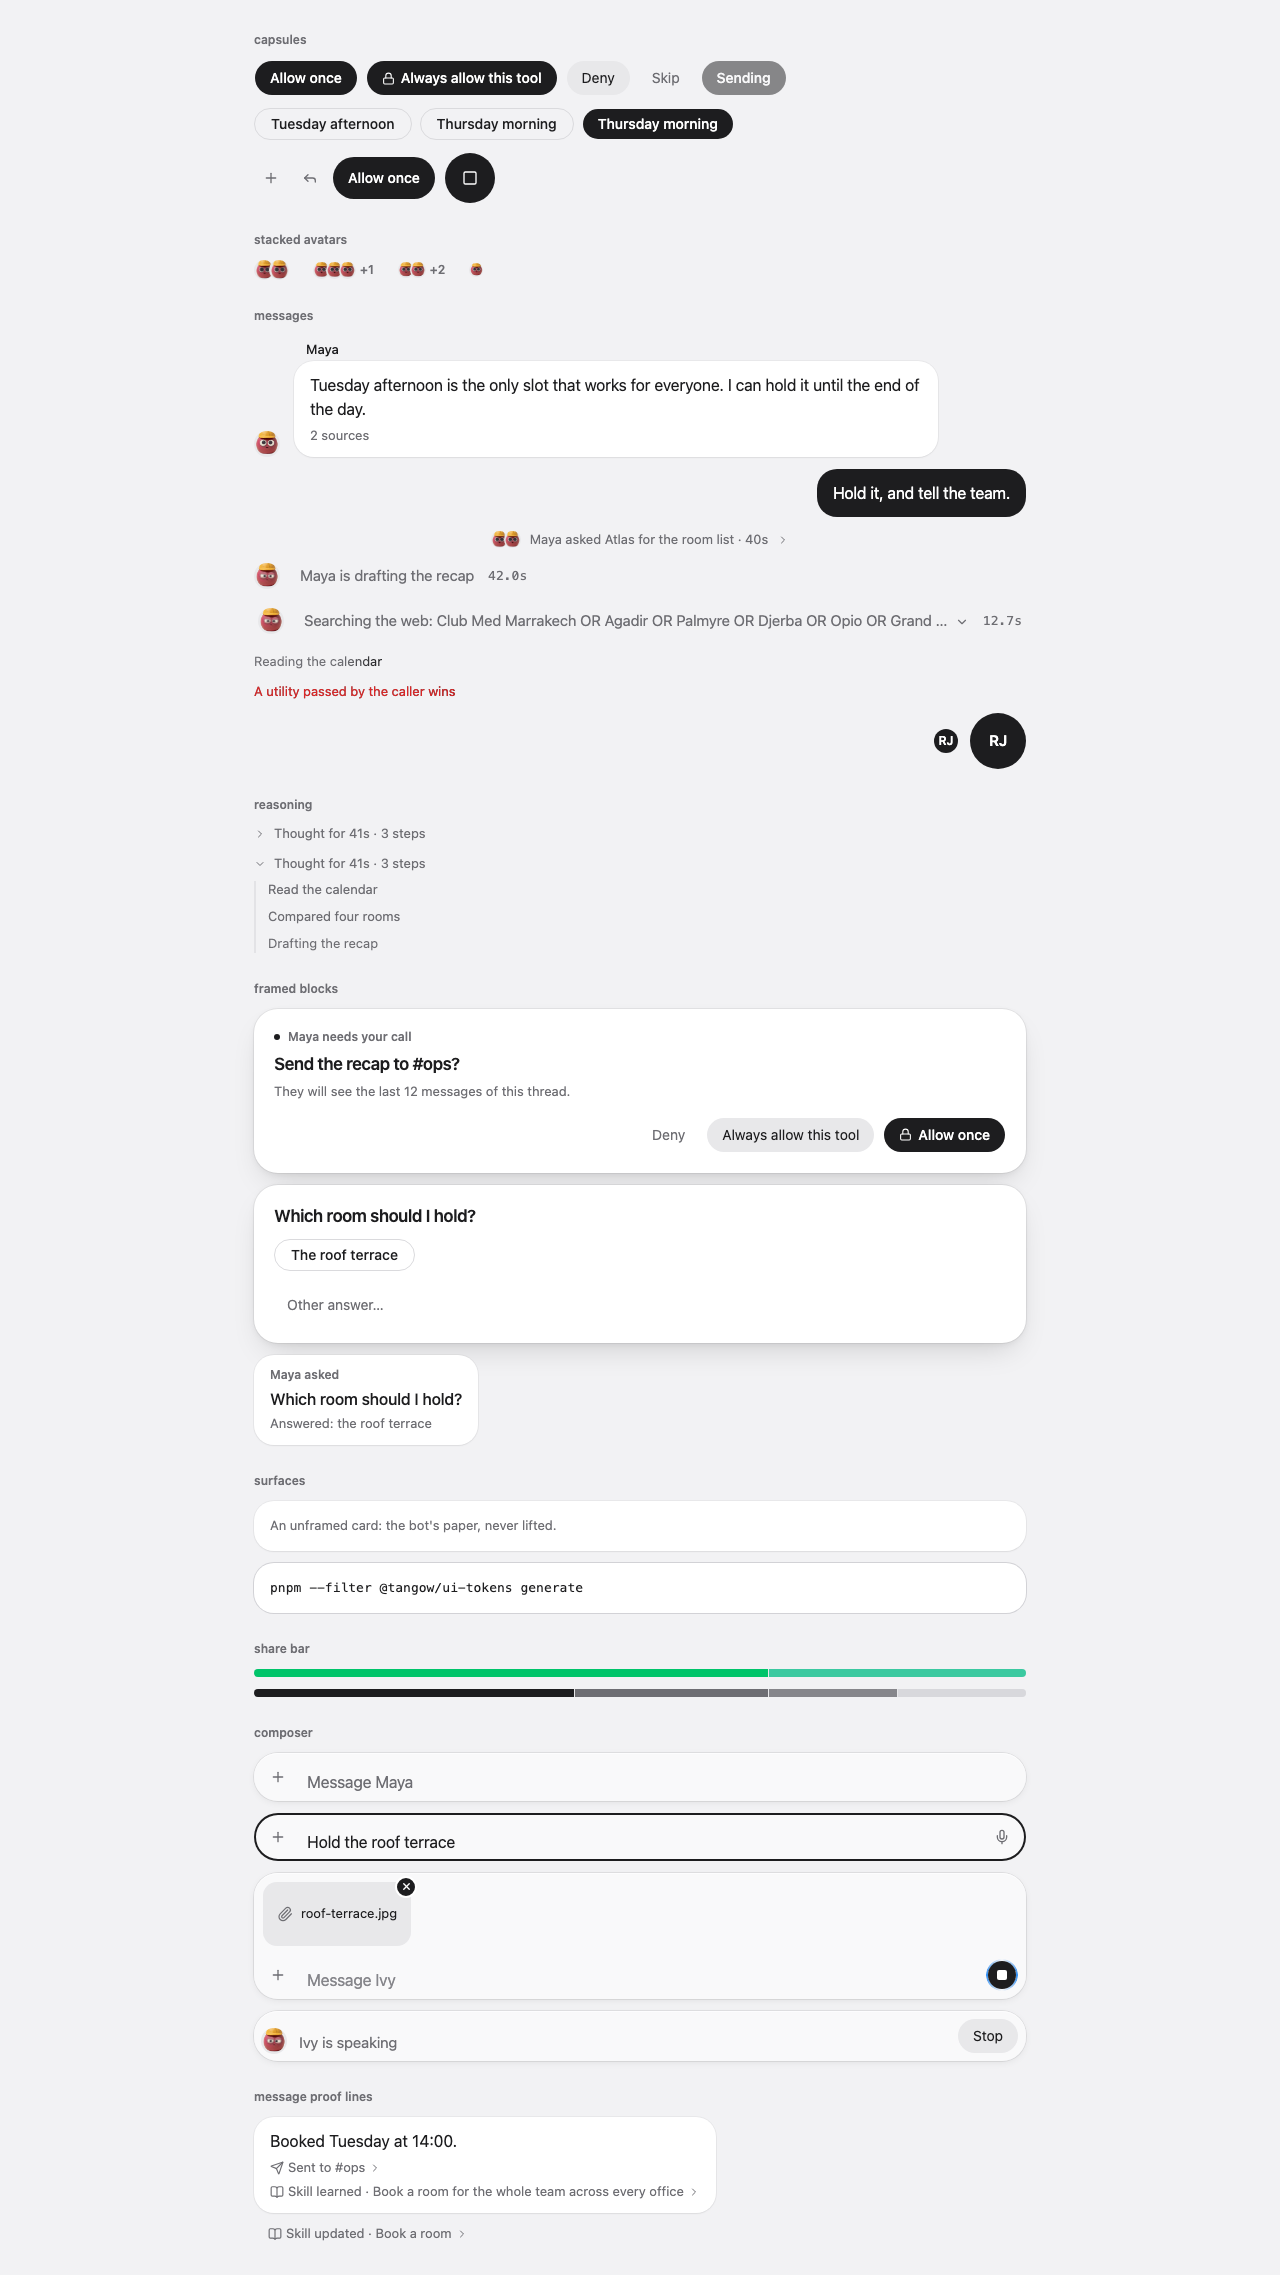 capsules
Allow once
Always allow this tool
Deny
Skip
Sending
Tuesday afternoon
Thursday morning
Thursday morning
Allow once
stacked avatars
+1
+2
messages
Maya
Tuesday afternoon is the only slot that works for everyone. I can hold it until the end of
the day.
2 sources
Hold it, and tell the team.
Maya asked Atlas for the room list · 40s
Maya is drafting the recap 42.0s
Searching the web: Club Med Marrakech OR Agadir OR Palmyre OR Djerba OR Opio OR Grand ... 12.7s
Reading the calendar
A utility passed by the caller wins
RJ
RJ
reasoning
Thought for 41s · 3 steps
Thought for 41s · 3 steps
Read the calendar
Compared four rooms
Drafting the recap
framed blocks
Maya needs your call
Send the recap to #ops?
They will see the last 12 messages of this thread.
Deny
Always allow this tool
Allow once
Which room should I hold?
The roof terrace
Other answer...
Maya asked
Which room should I hold?
Answered: the roof terrace
surfaces
An unframed card: the bot's paper, never lifted.
pnpm --filter @tangow/ui-tokens generate
share bar
composer
Message Maya
Hold the roof terrace
roof-terrace.jpg
Message Ivy
Ivy is speaking
Stop
message proof lines
Booked Tuesday at 14:00.
Sent to #ops
Skill learned · Book a room for the whole team across every office
Skill updated · Book a room